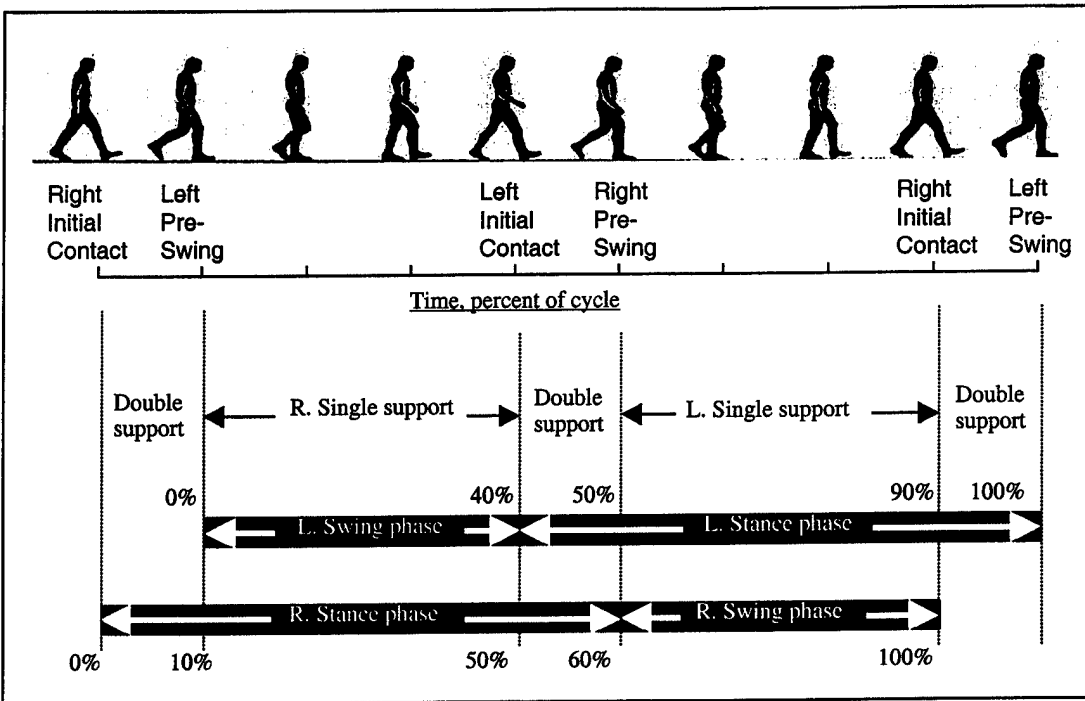 Right Initial Contact
Left Pre-Swing
Left Initial Contact
Right Pre-Swing
Right Initial Contact
Left Pre-Swing
Time, percent of cycle
Double support
R. Single support
Double support
L. Single support
Double support
0%
40%
50%
90%
100%
L. Swing phase
L. Stance phase
R. Stance phase
R. Swing phase
0%
10%
50%
60%
100%